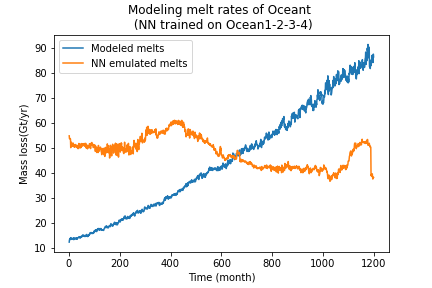 Modeling melt rates of Oceant
(NN trained on Ocean1-2-3-4)
Modeled melts
NN emulated melts
Mass loss(Gt/yr)
90
80
70
60
50
40
30
20
10
0 200 400 600 800 1000 1200
Time (month)